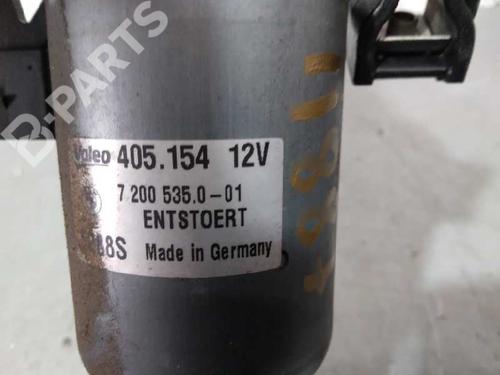 B-PARTS
Valeo 405.154 12V
7 200 535.0-01
ENTSTOERT
Made in Germany